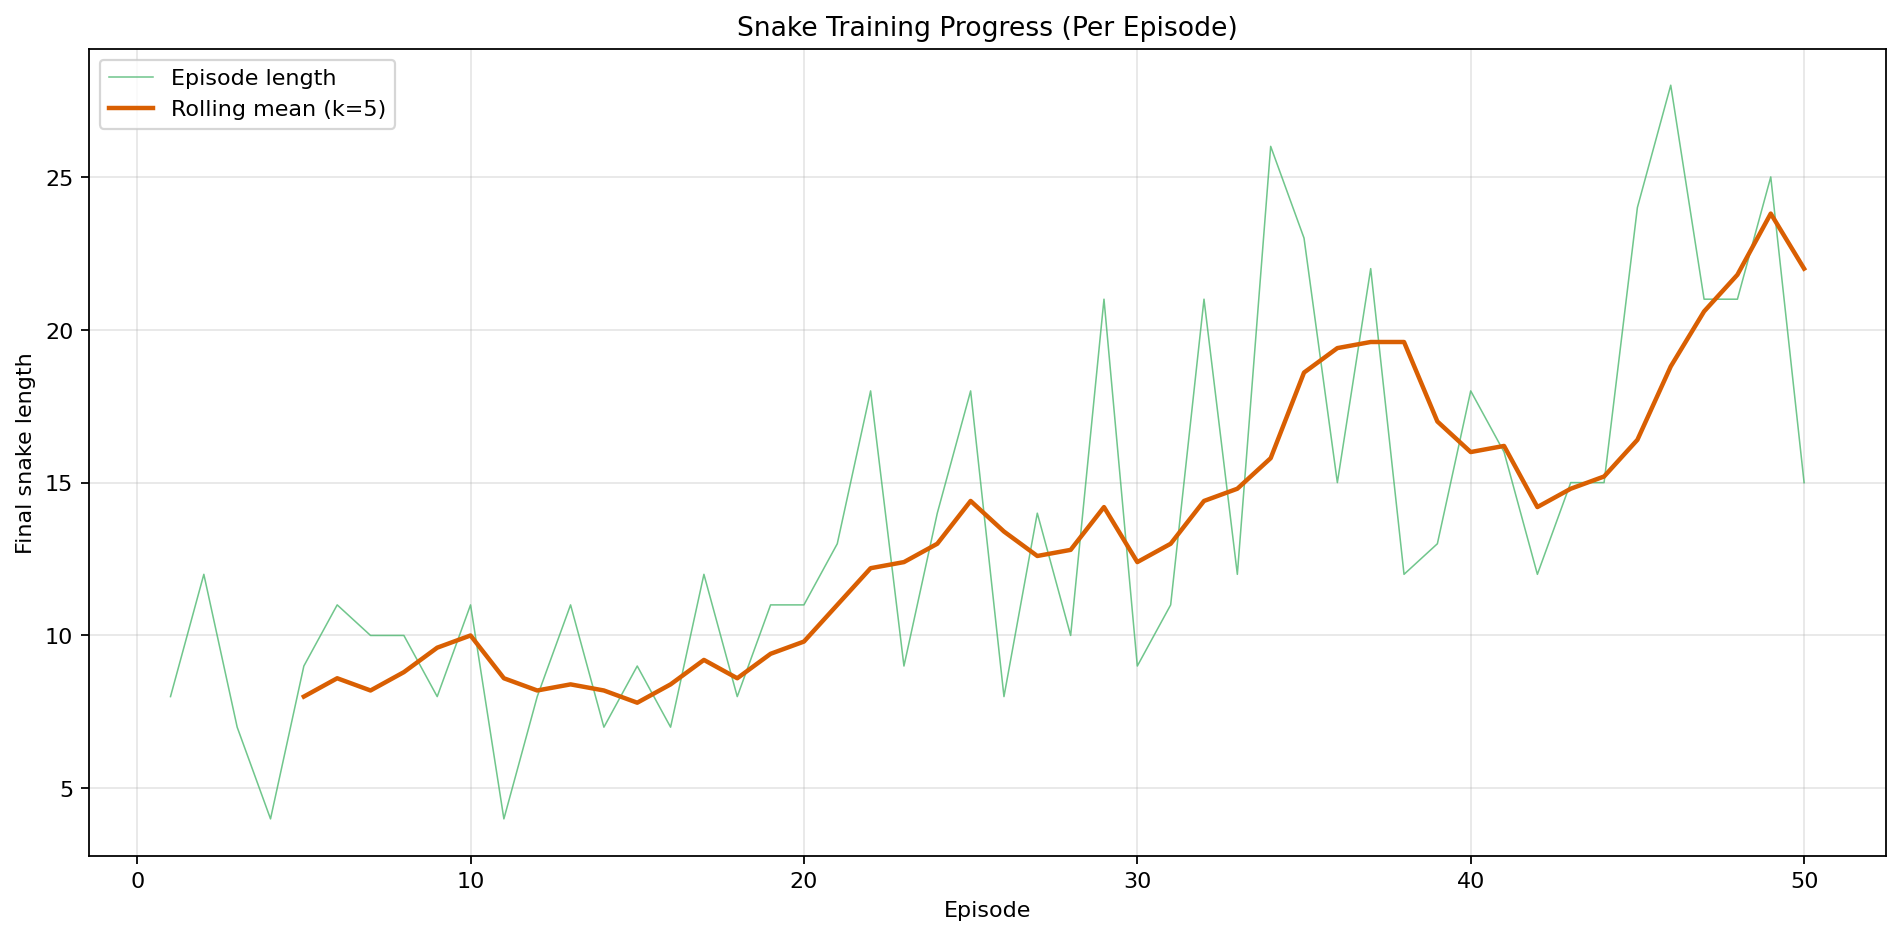 Snake Training Progress (Per Episode)
Episode length
Rolling mean (k=5)
Final snake length
25
20
15
10
5
0
10
20
30
40
50
Episode